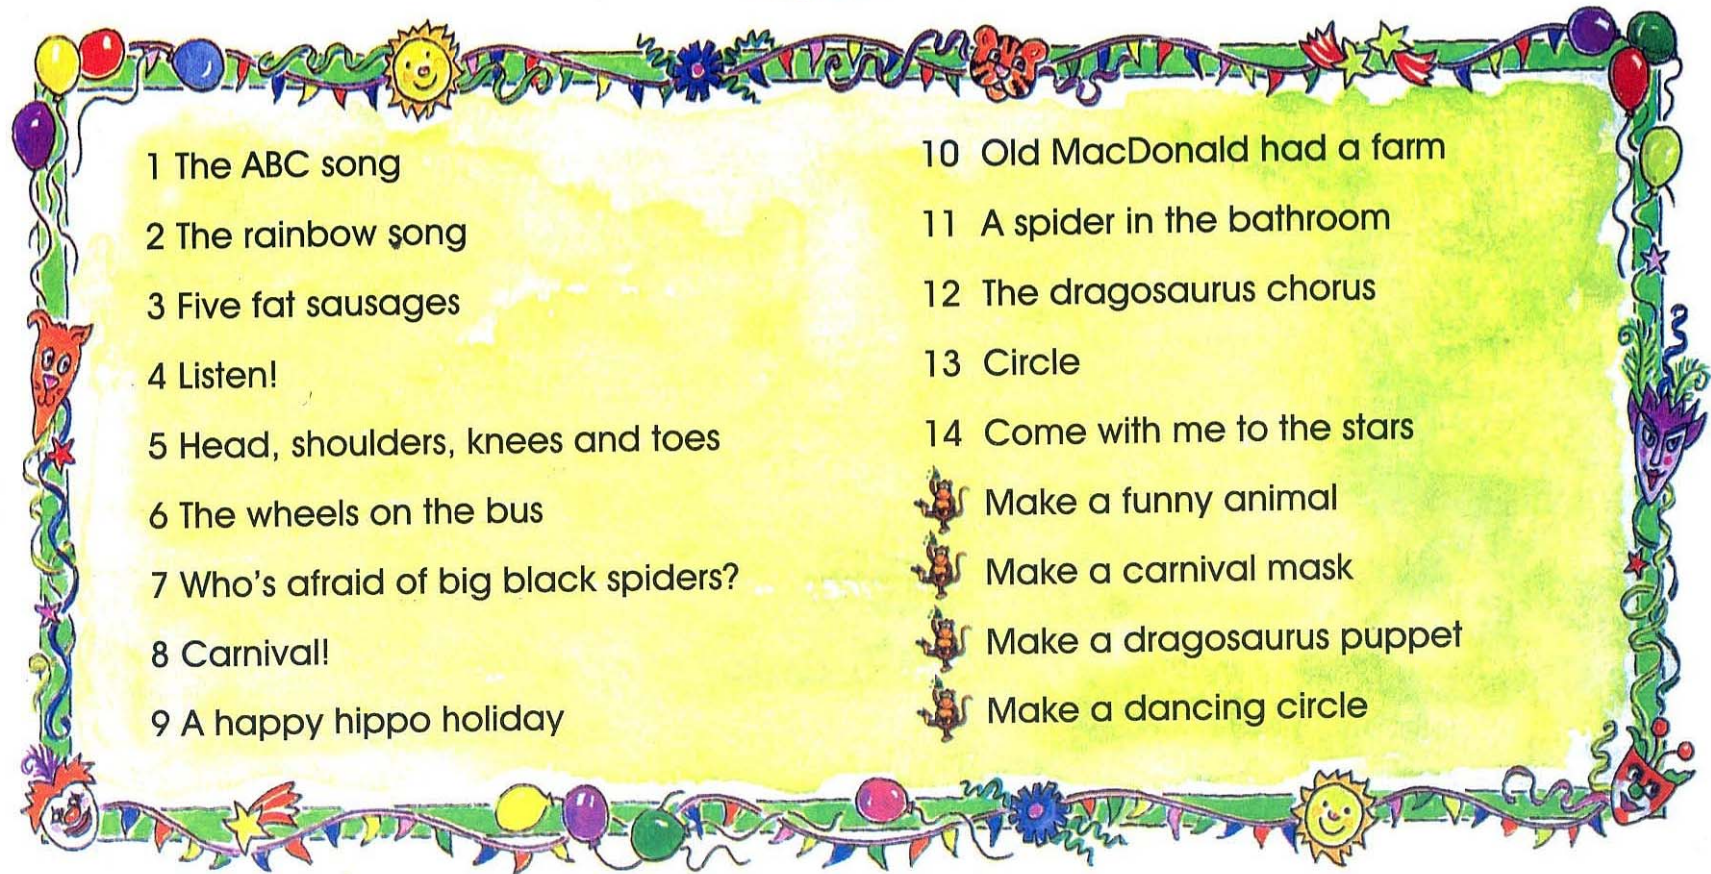 1 The ABC song
2 The rainbow song
3 Five fat sausages
4 Listen!
5 Head, shoulders, knees and toes
6 The wheels on the bus
7 Who's afraid of big black spiders?
8 Carnival!
9 A happy hippo holiday
10 Old MacDonald had a farm
11 A spider in the bathroom
12 The dragosaurus chorus
13 Circle
14 Come with me to the stars
Make a funny animal
Make a carnival mask
Make a dragosaurus puppet
Make a dancing circle